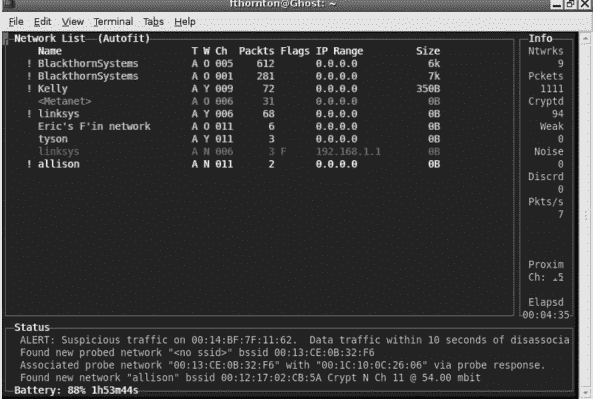 fthornton@Ghost: ~
File Edit View Terminal Tabs Help
Network List—(Autofit)
Name T W Ch Packts Flags IP Range Size
! BlackthornSystems A O 005 612 0.0.0.0 6k
! BlackthornSystems A O 001 281 0.0.0.0 7k
! Kelly A Y 009 72 0.0.0.0 350B
<Metanet> A O 006 31 0.0.0.0 0B
! linksys A Y 006 68 0.0.0.0 0B
Eric's F'in network A O 011 6 0.0.0.0 0B
tyson A Y 011 3 0.0.0.0 0B
linksys A N 006 3 F 192.168.1.1 0B
! allison A N 011 2 0.0.0.0 0B
Info
Ntwrks
9
Pckets
1111
Cryptd
94
Weak
0
Noise
0
Discrd
0
Pkts/s
7
Proxim
Ch:
Elapsd
00:04:35
Status
ALERT: Suspicious traffic on 00:14:BF:7F:11:62. Data traffic within 10 seconds of disassocia
Found new probed network "<no ssid>" bssid 00:13:CE:0B:32:F6
Associated probe network "00:13:CE:0B:32:F6" with "00:1C:10:0C:26:06" via probe response.
Found new network "allison" bssid 00:12:17:02:CB:5A Crypt N Ch 11 @ 54.00 mbit
Battery: 88% 1h53m44s